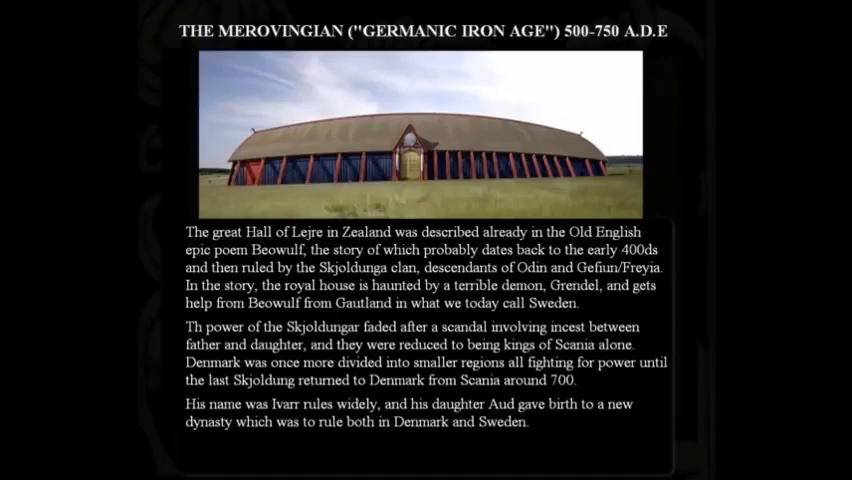 THE MEROVINGIAN ("GERMANIC IRON AGE") 500-750 A.D.E
The great Hall of Lejre in Zealand was described already in the Old English
epic poem Beowulf, the story of which probably dates back to the early 400ds
and then ruled by the Skjoldunga clan, descendants of Odin and Gefiun/Freyia.
In the story, the royal house is haunted by a terrible demon, Grendel, and gets
help from Beowulf from Gautland in what we today call Sweden.
Th power of the Skjoldungar faded after a scandal involving incest between
father and daughter, and they were reduced to being kings of Scania alone.
Denmark was once more divided into smaller regions all fighting for power until
the last Skjoldung returned to Denmark from Scania around 700.
His name was Ivarr rules widely, and his daughter Aud gave birth to a new
dynasty which was to rule both in Denmark and Sweden.